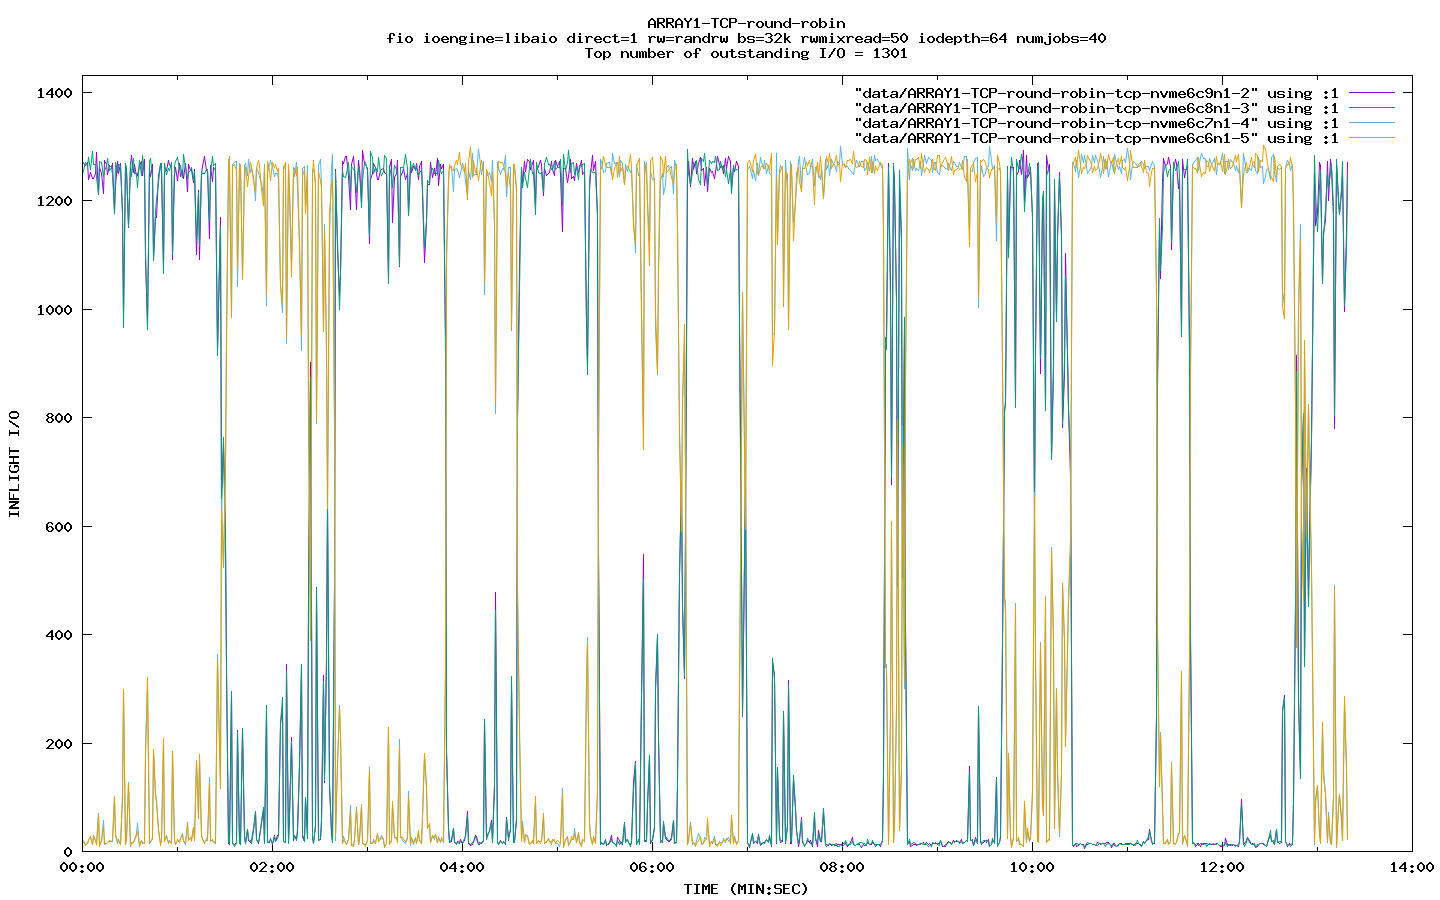 ARRAY1-TCP-round-robin
fio ioengine=libaio direct=1 rw=randrw bs=32k rwmixread=50 iodepth=64 numjobs=40
Top number of outstanding I/O = 1301
"data/ARRAY1-TCP-round-robin-tcp-nvme6c9n1-2" using :1
"data/ARRAY1-TCP-round-robin-tcp-nvme6c8n1-3" using :1
"data/ARRAY1-TCP-round-robin-tcp-nvme6c7n1-4" using :1
"data/ARRAY1-TCP-round-robin-tcp-nvme6c6n1-5" using :1
1400
1200
1000
800
600
400
200
0
INFLIGHT I/O
00:00 02:00 04:00 06:00 08:00 10:00 12:00 14:00
TIME (MIN:SEC)